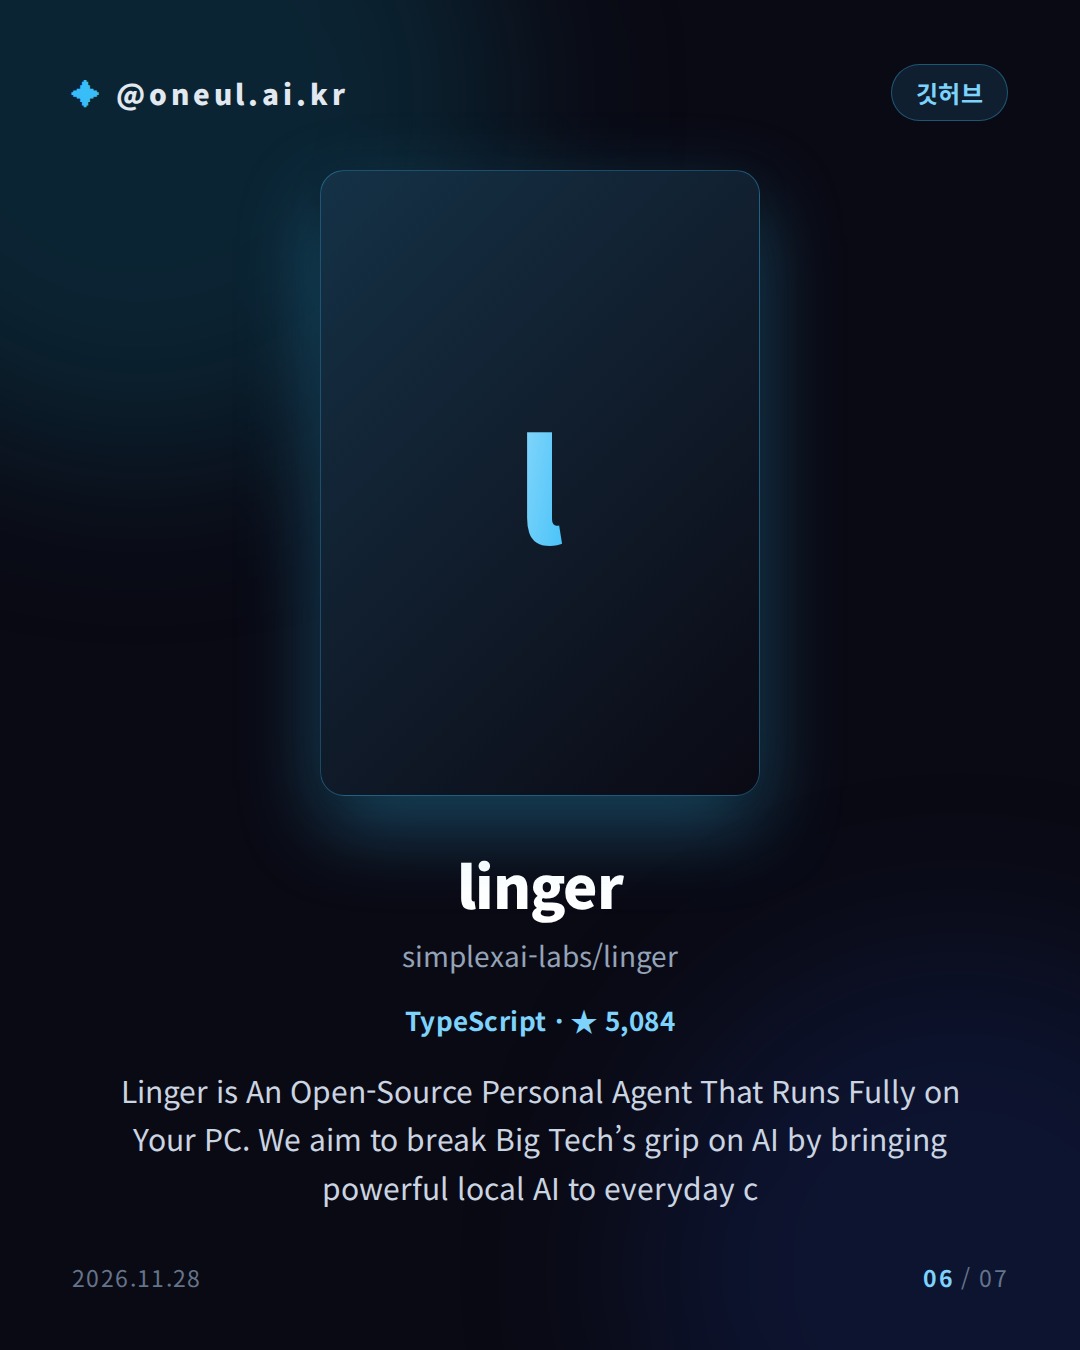 @oneul.ai.kr
깃허브
l
linger
simplexai-labs/linger
TypeScript · ★ 5,084
Linger is An Open-Source Personal Agent That Runs Fully on
Your PC. We aim to break Big Tech’s grip on AI by bringing
powerful local AI to everyday c
2026.11.28
06 / 07